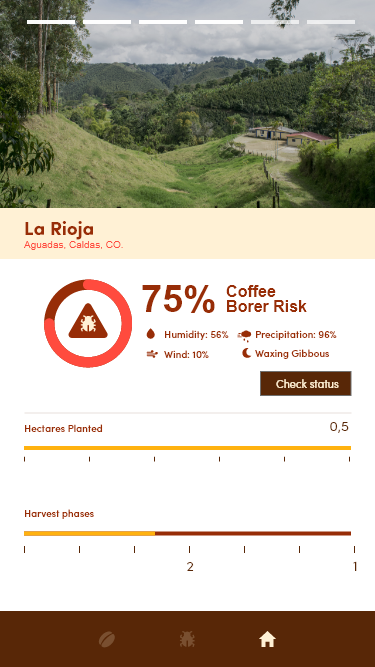 La Rioja
Aguadas, Caldas, CO.
75% Coffee
Borer Risk
Humidity: 56% Precipitation: 96%
Wind: 10% Waxing Gibbous
Check status
Hectares Planted 0,5
Harvest phases
2 1